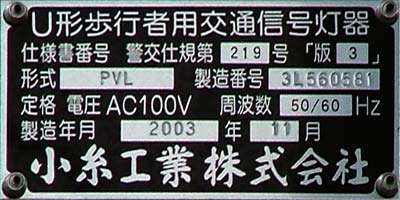 U形歩行者用交通信号灯器
仕様書番号 警交仕規第 219 号 「版 3 」
形式 PVL 製造番号 3L560581
定格 電圧 AC100V 周波数 50/60 Hz
製造年月 2003 年 11 月
小糸工業株式会社